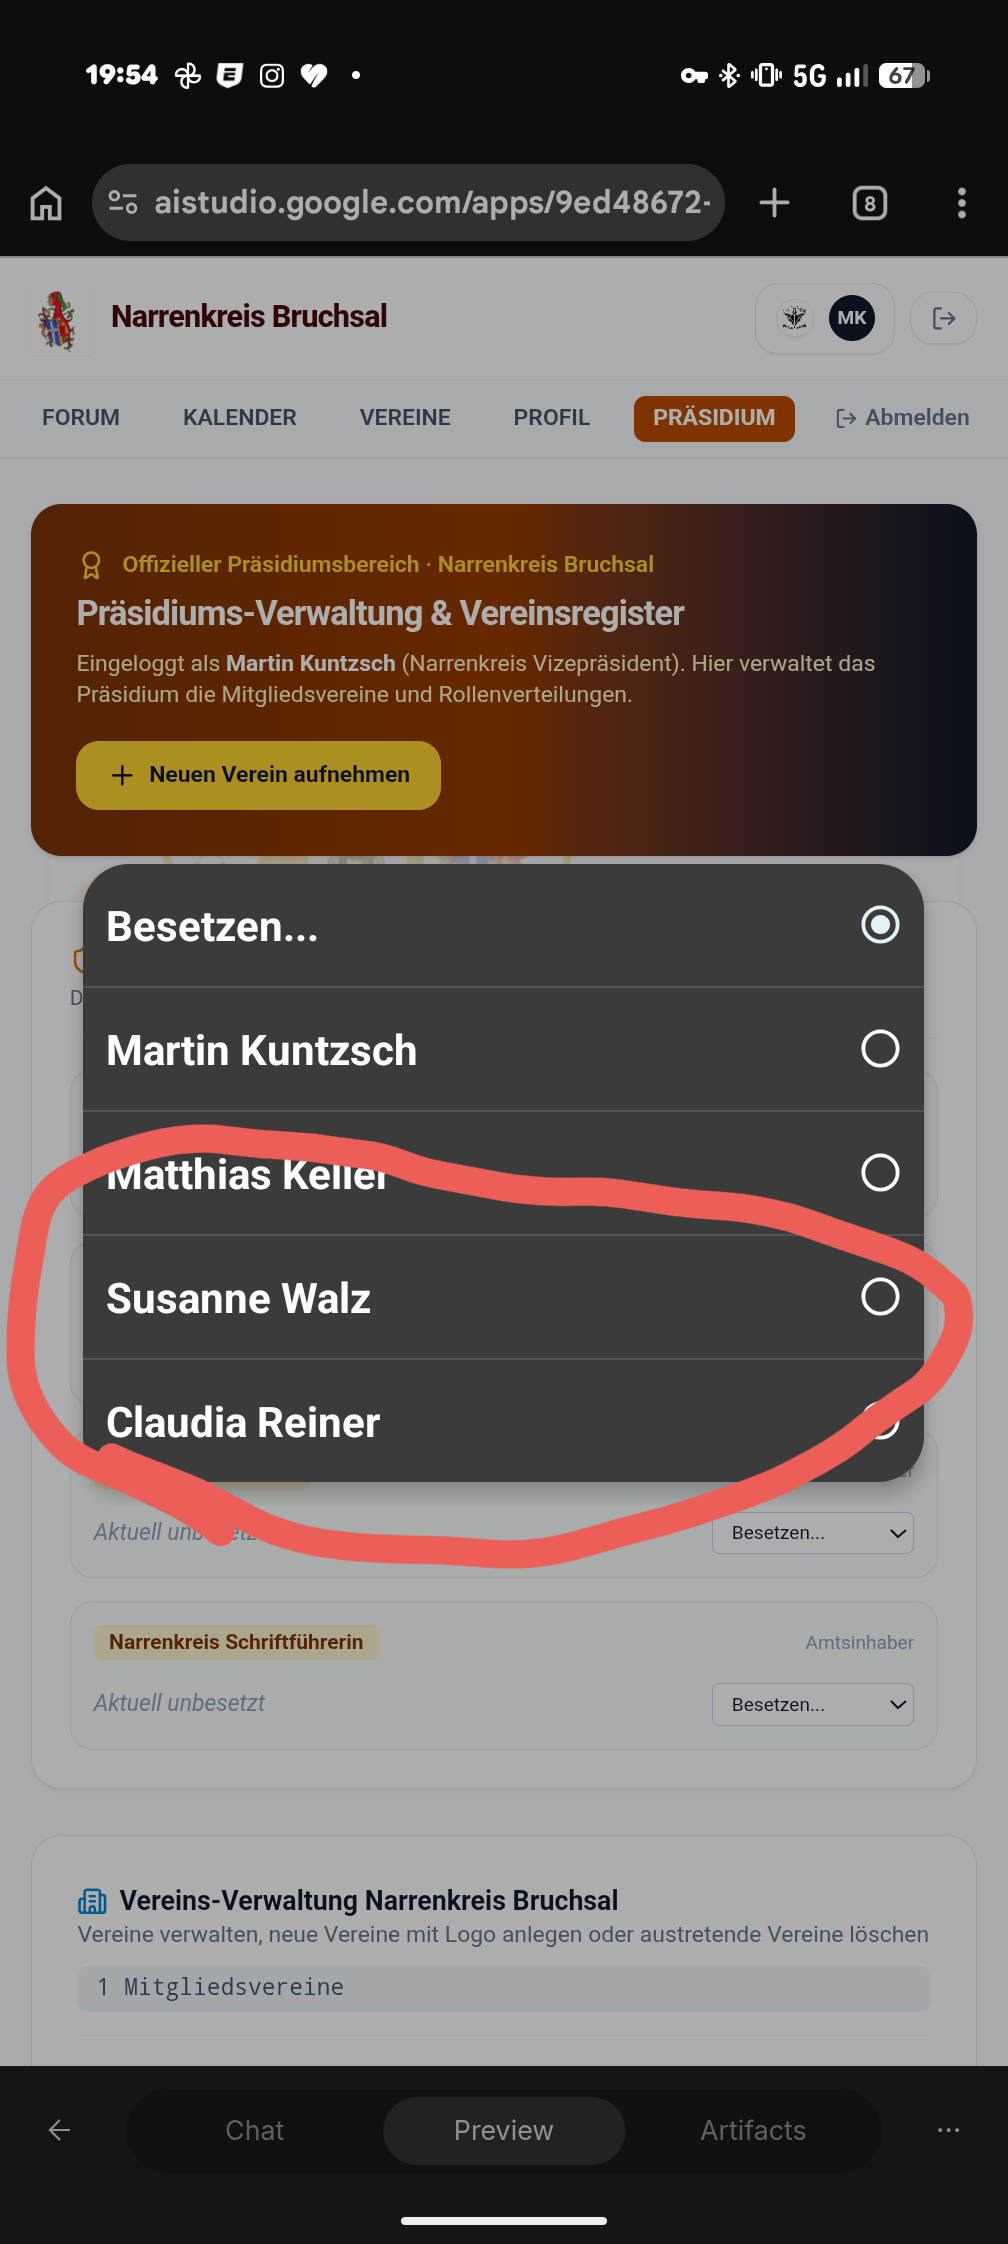 19:54
5G
67
aistudio.google.com/apps/9ed48672-
8
Narrenkreis Bruchsal
MK
FORUM KALENDER VEREINE PROFIL PRÄSIDIUM Abmelden
Offizieller Präsidiumsbereich · Narrenkreis Bruchsal
Präsidiums-Verwaltung & Vereinsregister
Eingeloggt als Martin Kuntzsch (Narrenkreis Vizepräsident). Hier verwaltet das
Präsidium die Mitgliedsvereine und Rollenverteilungen.
+ Neuen Verein aufnehmen
Besetzen...
D
Martin Kuntzsch
Matthias Keller
Susanne Walz
Claudia Reiner
Aktuell unbesetzt
Besetzen...
Narrenkreis Schriftführerin
Amtsinhaber
Aktuell unbesetzt
Besetzen...
Vereins-Verwaltung Narrenkreis Bruchsal
Vereine verwalten, neue Vereine mit Logo anlegen oder austretende Vereine löschen
1 Mitgliedsvereine
Chat Preview Artifacts